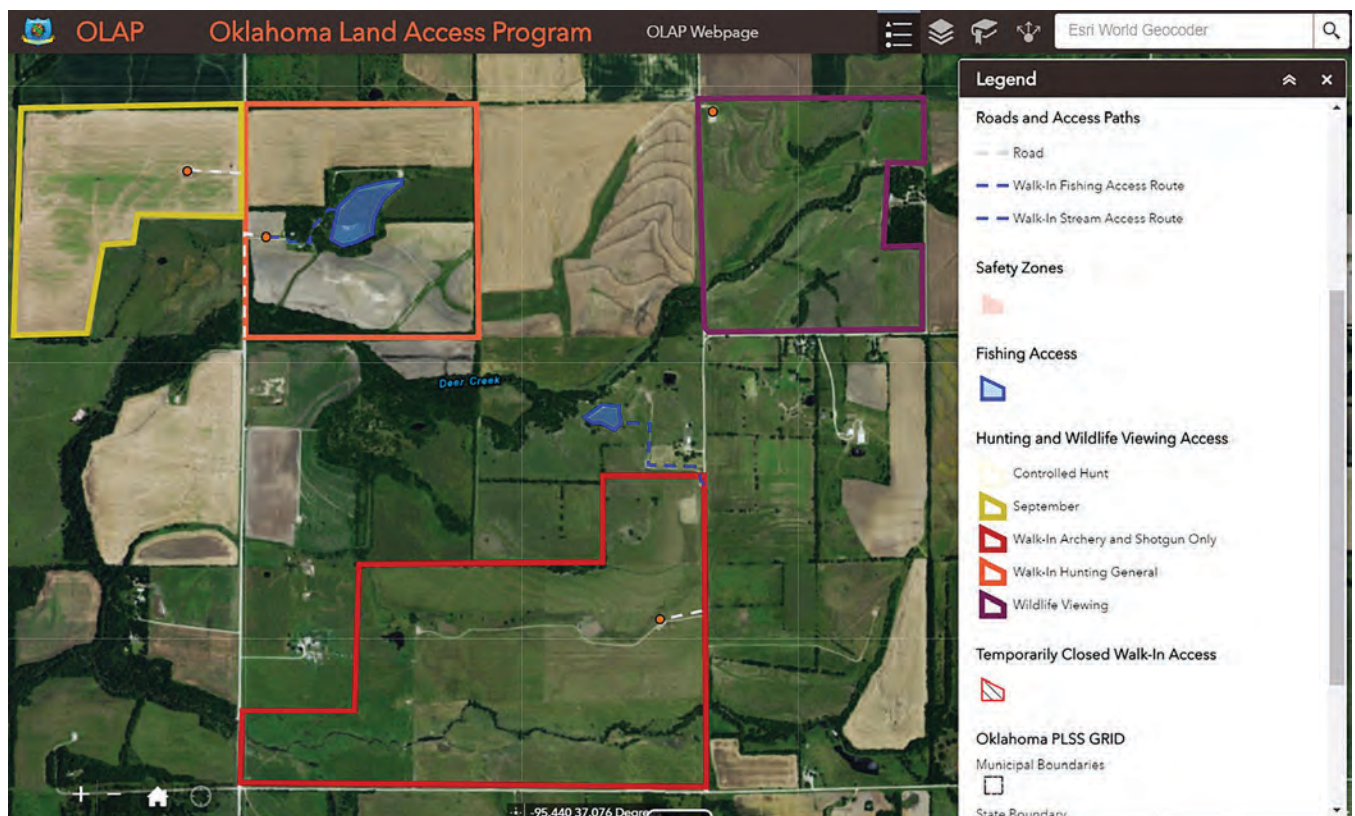 OLAP
Oklahoma Land Access Program
OLAP Webpage
Esri World Geocoder
Legend
Roads and Access Paths
Road
Walk-In Fishing Access Route
Walk-In Stream Access Route
Safety Zones
Fishing Access
Hunting and Wildlife Viewing Access
Controlled Hunt
September
Walk-In Archery and Shotgun Only
Walk-In Hunting General
Wildlife Viewing
Temporarily Closed Walk-In Access
Oklahoma PLSS GRID
Municipal Boundaries
State Boundary
Deer Creek
-95.440 37.076